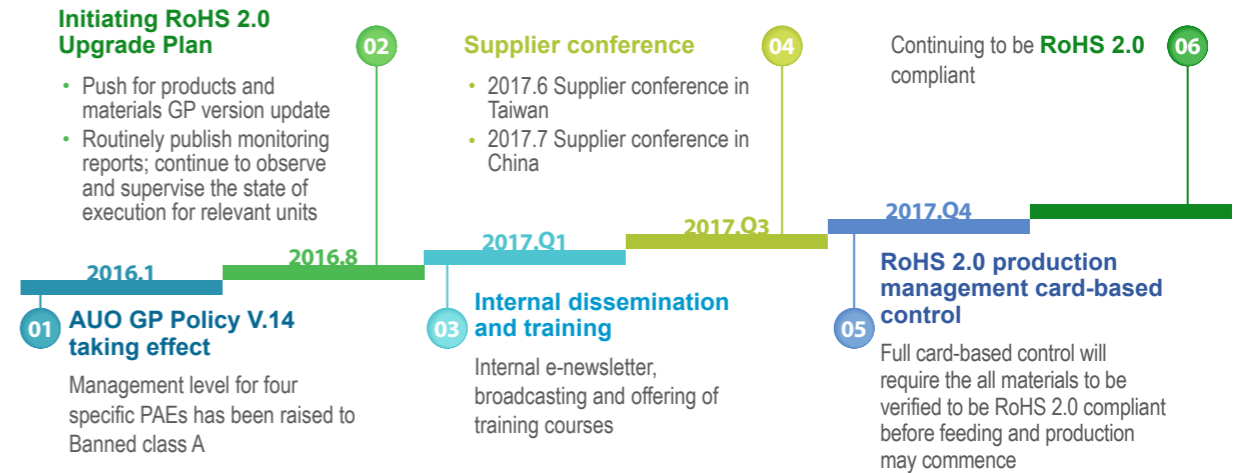 Initiating RoHS 2.0
Upgrade Plan
• Push for products and
materials GP version update
• Routinely publish monitoring
reports; continue to observe
and supervise the state of
execution for relevant units
02
Supplier conference
• 2017.6 Supplier conference in
Taiwan
• 2017.7 Supplier conference in
China
04
Continuing to be RoHS 2.0
compliant
06
2016.1
2016.8
2017.Q1
2017.Q3
2017.Q4
01
AUO GP Policy V.14
taking effect
Management level for four
specific PAEs has been raised to
Banned class A
03
Internal dissemination
and training
Internal e-newsletter,
broadcasting and offering of
training courses
05
RoHS 2.0 production
management card-based
control
Full card-based control will
require the all materials to be
verified to be RoHS 2.0 compliant
before feeding and production
may commence